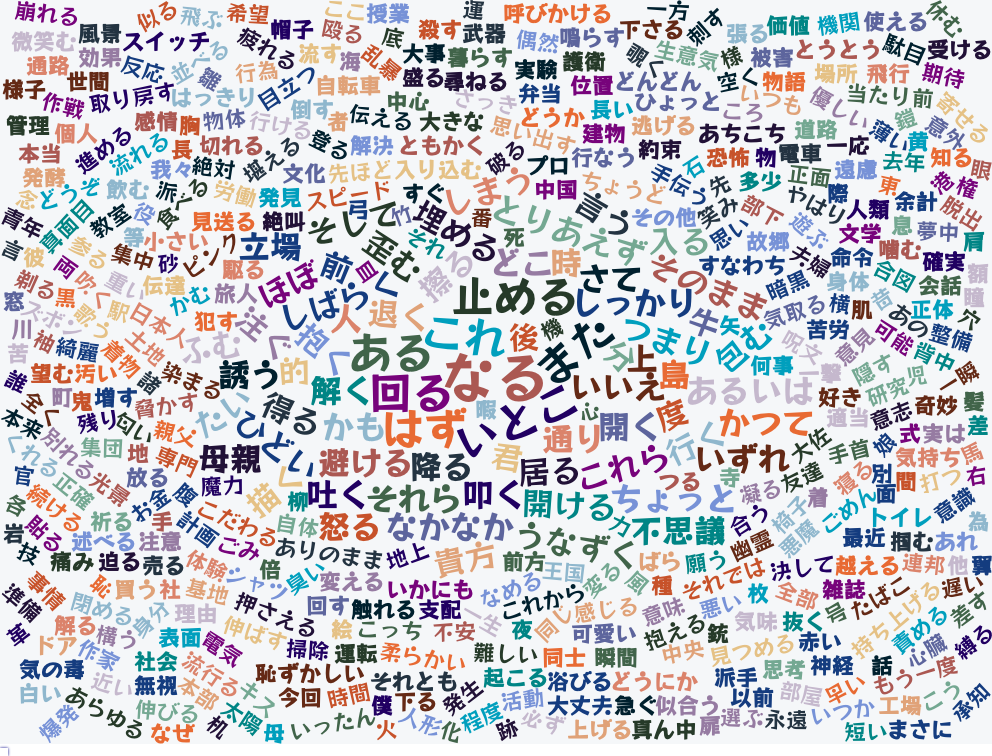 崩れる 似る 飛ぶ 希望 ここ 授業 運 呼びかける 一方 刺す 休む
微笑む 風景 スイッチ 帽子 殴る 底 殺す 武器 偶然 鳴らす 下さる 張る 価値 機関 使える
通路 効果 反応 並べる 疲れる 流す 海 乱暴 大事 暮らす 実験 護衛 覗く 生意気 様 被害 とうとう 駄目 受ける
様子 世間 取り戻す 鎌 行為 自転車 盛る 尋ねる 弁当 位置 どんどん 空く 物語 場所 飛行 期待
作戦 はっきり 目立つ 倒す 者 伝える 中心 大きな さっき どうか 長い ひょっと ころ いつも 優しい 当たり前 寄せる
管理 個人 感情 胸 物体 行ける 登る 解決 ともかく 思い出す 建物 逃げる あちこち 道路 鎧 薄い 黄 意外
本当 進める 流れる 長 切れる 我々 絶対 堪える 文化 先ほど 入り込む 破る プロ 行なう 約束 石 恐怖 物 電車 一応 遠慮 去年 知る 眼
発酵 念 どうぞ 飲む 派 食べる 労働 発見 スピード 弓 すぐ しまう 中国 ちょうど 手伝う 先 多少 正面 際 東 余計 抱く 権
青年 真面目 教室 役 見送る 絶叫 そして 竹 埋める 番 とりあえず 言う その他 笑み 部下 遊ぶ やはり 人類 息 夢中 脱出
言 彼 参る 等 小さい ピンク 立場 歪む それ 死 入る 思い 故郷 夫婦 文学 噛む 肩
剃る 両 吹く 集中 砂 駆る ほぼ 前 皿 擦る どこ 時 さて そのまま すなわち 暗黒 命令 合図 確実 額
窓 ズボン 黒 歌う 重い 伝達 かむ 旅人 しばらく 退く 止める しっかり 気取る 身体 会話 瞳
川 袖 駅 日本人 犯す 注ぐ 人 抱く これ 後 機 また つまり 牛 矢 包む 横 肌 苗 あの 正体 穴
苦 綺麗 着物 土地 ふむ ある 上 何事 苦労 呪文 意見 可能 整備
誰 望む 汚い 諸 染まる 誘う 的 解く 回る なる いいえ 島 あるいは 一撃 隠す 背中 一瞬
全く 町 鬼 増す 脅かす たい 得る 暇 いとこ 心 度 好き 研究児 髪
本来 残り 匂い 親父 ひどい かも はず 通り 開く 行く かつて 適当 意志 奇妙 差
くれる 別れる 集団 地 専門 母親 避ける 降る 君 居る これら いずれ 大佐 手首 娘 式 実は 馬
官 正確 光景 放る 腹 魔力 描く 柳 吐く それら 叩く 開ける つる 寺 ちょっと 凝る 友達 着 寝る 別 気持ち 間 打つ 右
各 続ける お金 計画 こだわる 自体 怒る なかなか 力 不思議 合う 椅子 ごめん 面 トイレ 意識
岩 貼る 祈る 手 述べる 注意 ごみ ありのまま 地上 貴方 うなずく 幽霊 悪魔 最近 掴む あれ 為
技 痛み 迫る 売る 体験 シャツ 倍 臭い 前方 王国 変る 風 ばら 願う 決して 越える 連邦 他 翼
準備 事情 恥 買う 社 基地 変える いかにも なめる これから 種 それでは 枚 全部 雑誌 たばこ 遅い
解る 閉める 身分 理由 押さえる 回す 触れる 支配 一生 同じ 感じる 意味 悪い 気味 抜く 号 持ち上げる 差す
ドア 構う 表面 電気 伸ばす 絵 こっち 不安 夜 可愛い 抱える 銃 赤い 責める 縛る
気の毒 作家 社会 流行る 掃除 運転 柔らかい 難しい 同士 瞬間 中央 見つめる 思考 神経 話 心臓
白い 近い 無視 本部 キス 恥ずかしい それとも 起こる 浴びる どうにか 派手 部屋 早い もう一度
あらゆる 伸びる 太陽 今回 時間 僕 下る 発生 活動 大丈夫 急ぐ 似合う 以前 いつか 工場 こう 承知
爆発 なぜ 机 母 いったん 火 人形 化 程度 跡 必ず 上げる 真ん中 扉 選ぶ 永遠 短い まさに